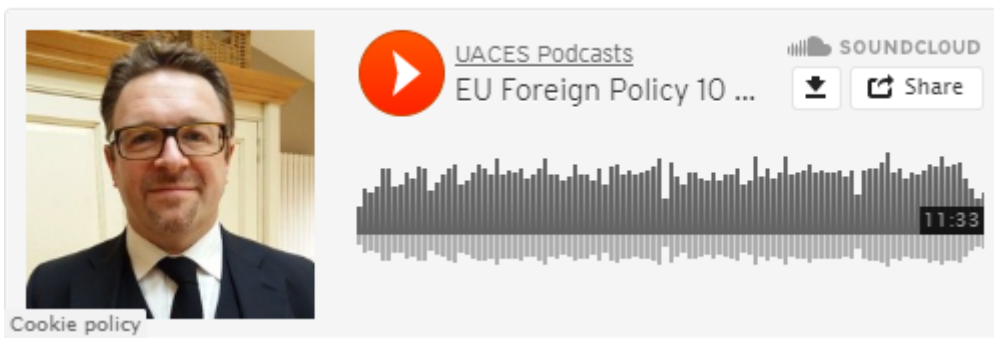 UACES Podcasts
SOUNDCLOUD
EU Foreign Policy 10 ...
Share
11:33
Cookie policy